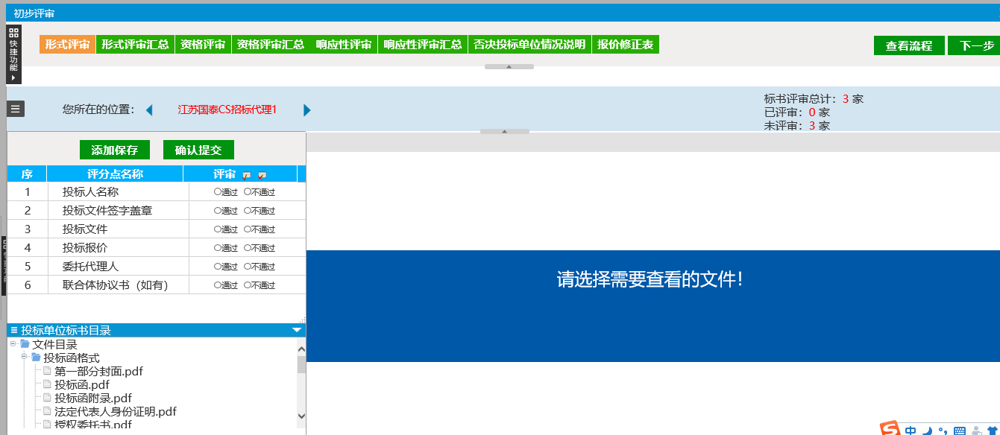 初步评审
快捷功能
形式评审 形式评审汇总 资格评审 资格评审汇总 响应性评审 响应性评审汇总 否决投标单位情况说明 报价修正表
查看流程 下一步
您所在的位置： 江苏国泰CS招标代理1
标书评审总计：3 家
已评审：0 家
未评审：3 家
添加保存 确认提交
序 评分点名称 评审
1 投标人名称 通过 不通过
2 投标文件签字盖章 通过 不通过
3 投标文件 通过 不通过
4 投标报价 通过 不通过
5 委托代理人 通过 不通过
6 联合体协议书（如有） 通过 不通过
请选择需要查看的文件！
投标单位标书目录
文件目录
投标函格式
第一部分封面.pdf
投标函.pdf
投标函附录.pdf
法定代表人身份证明.pdf
授权委托书.pdf
中